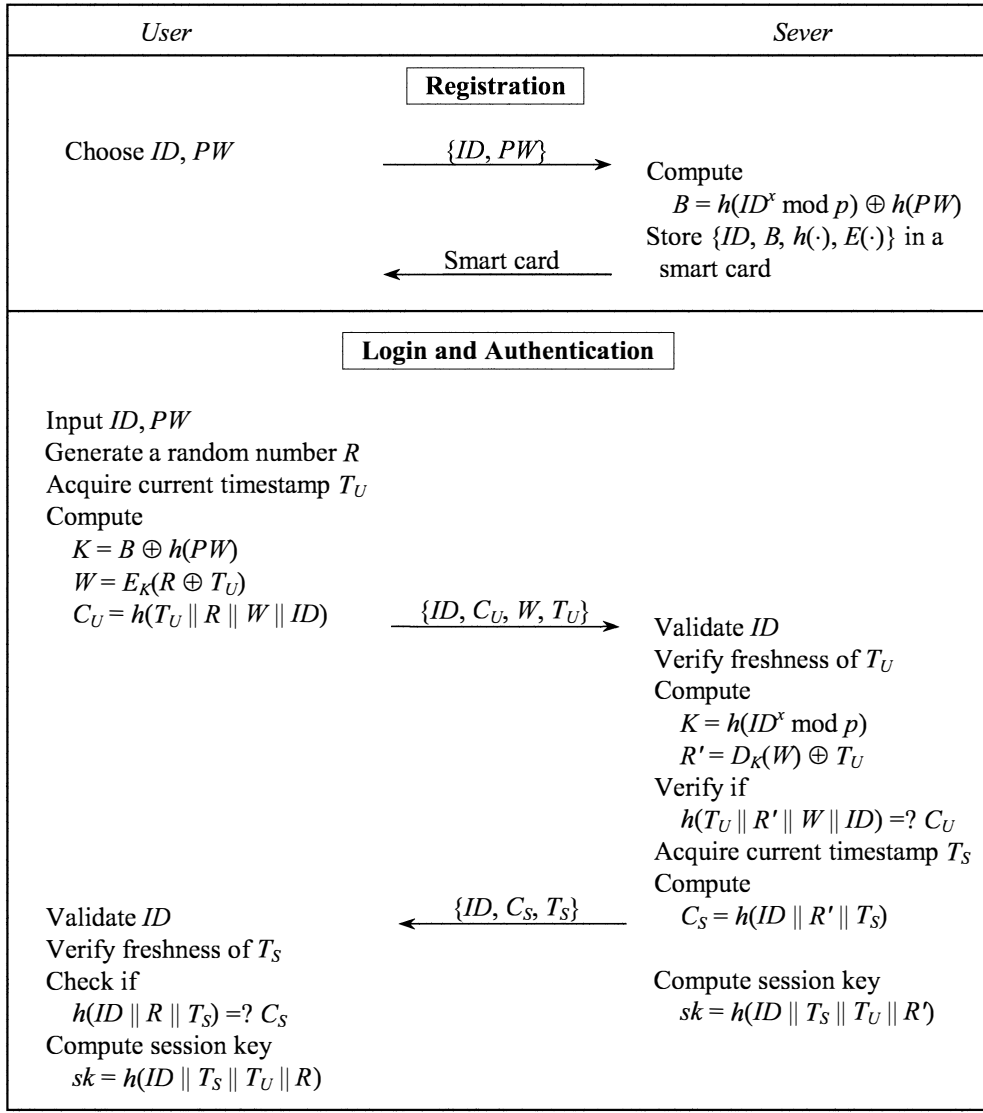 User Sever
Registration
Choose ID, PW
{ID, PW}
Compute
B = h(ID^x mod p) ⊕ h(PW)
Store {ID, B, h(·), E(·)} in a
smart card
Smart card
Login and Authentication
Input ID, PW
Generate a random number R
Acquire current timestamp T_U
Compute
K = B ⊕ h(PW)
W = E_K(R ⊕ T_U)
C_U = h(T_U || R || W || ID)
{ID, C_U, W, T_U}
Validate ID
Verify freshness of T_U
Compute
K = h(ID^x mod p)
R' = D_K(W) ⊕ T_U
Verify if
h(T_U || R' || W || ID) =? C_U
Acquire current timestamp T_S
Compute
C_S = h(ID || R' || T_S)
{ID, C_S, T_S}
Validate ID
Verify freshness of T_S
Check if
h(ID || R || T_S) =? C_S
Compute session key
sk = h(ID || T_S || T_U || R)
Compute session key
sk = h(ID || T_S || T_U || R')